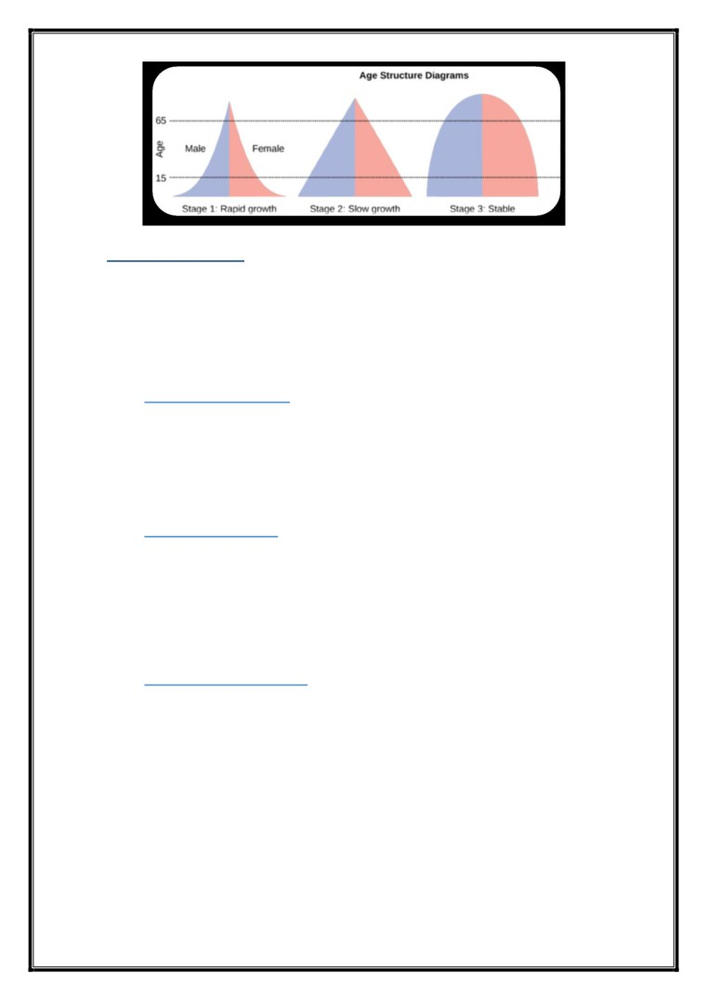 Age Structure Diagrams
65
Age
Male
Female
15
Stage 1: Rapid growth
Stage 2: Slow growth
Stage 3: Stable